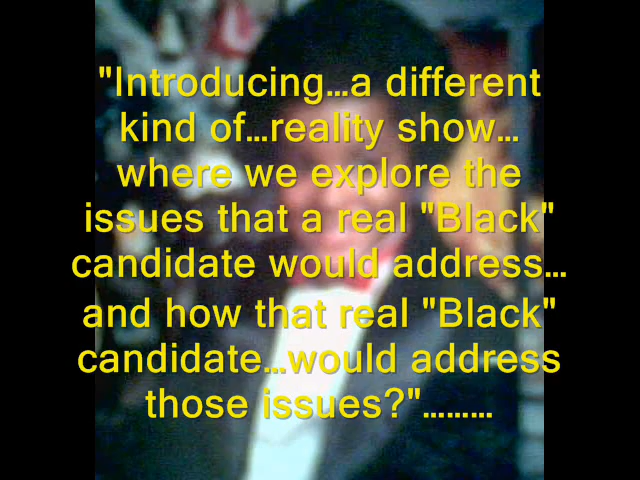 "Introducing...a different
kind of...reality show...
where we explore the
issues that a real "Black"
candidate would address...
and how that real "Black"
candidate...would address
those issues?".........